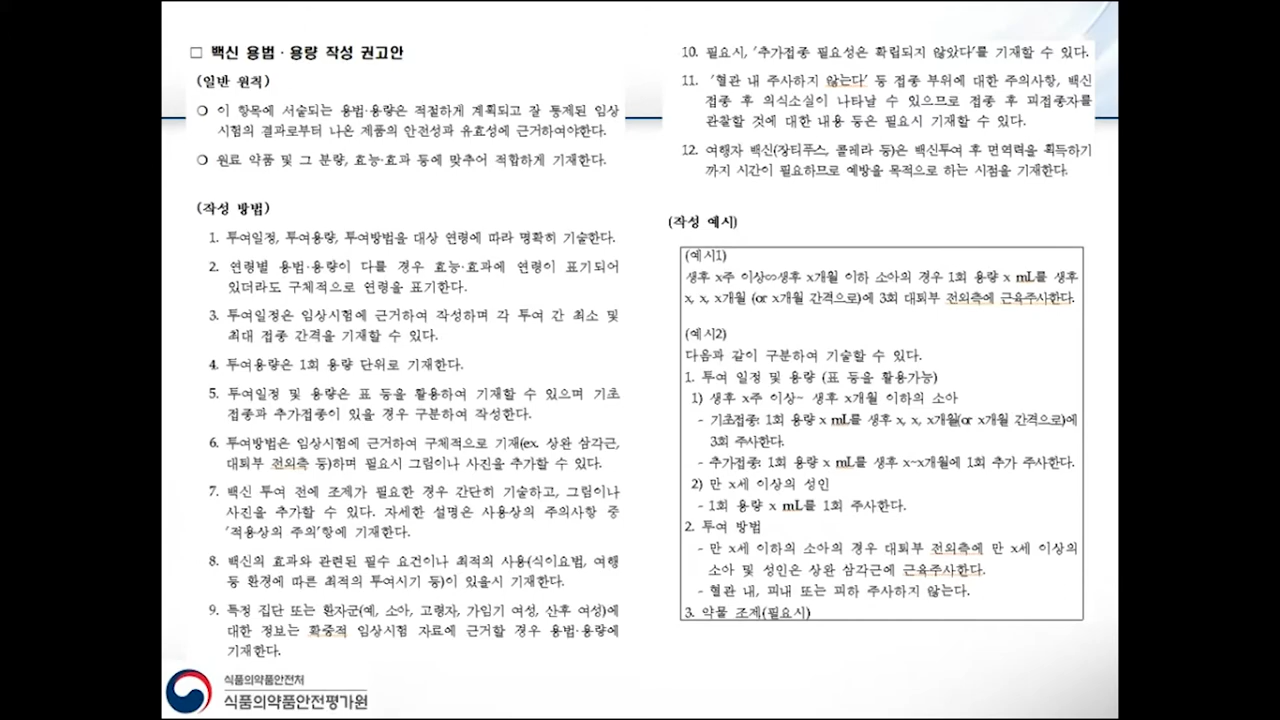 □ 백신 용법·용량 작성 권고안
(일반 원칙)
❍ 이 항목에 서술되는 용법·용량은 적절하게 계획되고 잘 통제된 임상
시험의 결과로부터 나온 제품의 안전성과 유효성에 근거하여야한다.
❍ 원료 약품 및 그 분량, 효능·효과 등에 맞추어 적합하게 기재한다.
(작성 방법)
1. 투여일정, 투여용량, 투여방법을 대상 연령에 따라 명확히 기술한다.
2. 연령별 용법·용량이 다를 경우 효능·효과에 연령이 표기되어
있더라도 구체적으로 연령을 표기한다.
3. 투여일정은 임상시험에 근거하여 작성하며 각 투여 간 최소 및
최대 접종 간격을 기재할 수 있다.
4. 투여용량은 1회 용량 단위로 기재한다.
5. 투여일정 및 용량은 표 등을 활용하여 기재할 수 있으며 기초
접종과 추가접종이 있을 경우 구분하여 작성한다.
6. 투여방법은 임상시험에 근거하여 구체적으로 기재(ex. 상완 삼각근,
대퇴부 전외측 등)하며 필요시 그림이나 사진을 추가할 수 있다.
7. 백신 투여 전에 조제가 필요한 경우 간단히 기술하고, 그림이나
사진을 추가할 수 있다. 자세한 설명은 사용상의 주의사항 중
'적용상의 주의'항에 기재한다.
8. 백신의 효과와 관련된 필수 요건이나 최적의 사용(식이요법, 여행
등 환경에 따른 최적의 투여시기 등)이 있을시 기재한다.
9. 특정 집단 또는 환자군(예, 소아, 고령자, 가임기 여성, 산후 여성)에
대한 정보는 확증적 임상시험 자료에 근거할 경우 용법·용량에
기재한다.
10. 필요시, '추가접종 필요성은 확립되지 않았다'를 기재할 수 있다.
11. '혈관 내 주사하지 않는다' 등 접종 부위에 대한 주의사항, 백신
접종 후 의식소실이 나타날 수 있으므로 접종 후 피접종자를
관찰할 것에 대한 내용 등은 필요시 기재할 수 있다.
12. 여행자 백신(장티푸스, 콜레라 등)은 백신투여 후 면역력을 획득하기
까지 시간이 필요하므로 예방을 목적으로 하는 시점을 기재한다.
(작성 예시)
(예시1)
생후 x주 이상∽생후 x개월 이하 소아의 경우 1회 용량 x mL를 생후
x, x, x개월 (or x개월 간격으로)에 3회 대퇴부 전외측에 근육주사한다.
(예시2)
다음과 같이 구분하여 기술할 수 있다.
1. 투여 일정 및 용량 (표 등을 활용가능)
1) 생후 x주 이상~ 생후 x개월 이하의 소아
- 기초접종: 1회 용량 x mL를 생후 x, x, x개월(or x개월 간격으로)에
3회 주사한다.
- 추가접종: 1회 용량 x mL를 생후 x~x개월에 1회 추가 주사한다.
2) 만 x세 이상의 성인
- 1회 용량 x mL를 1회 주사한다.
2. 투여 방법
- 만 x세 이하의 소아의 경우 대퇴부 전외측에 만 x세 이상의
소아 및 성인은 상완 삼각근에 근육주사한다.
- 혈관 내, 피내 또는 피하 주사하지 않는다.
3. 약물 조제(필요시)
식품의약품안전처
식품의약품안전평가원